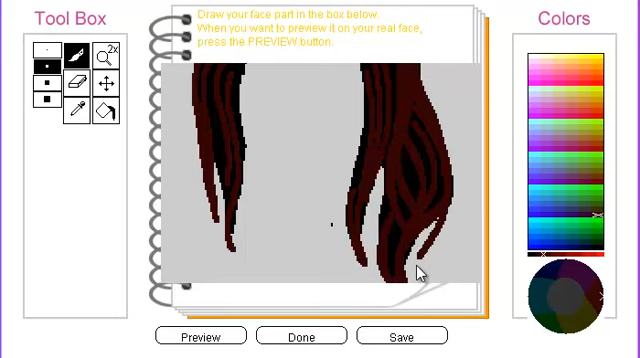 Tool Box
Draw your face part in the box below.
When you want to preview it on your real face,
press the PREVIEW button.
Colors
2x
Preview
Done
Save